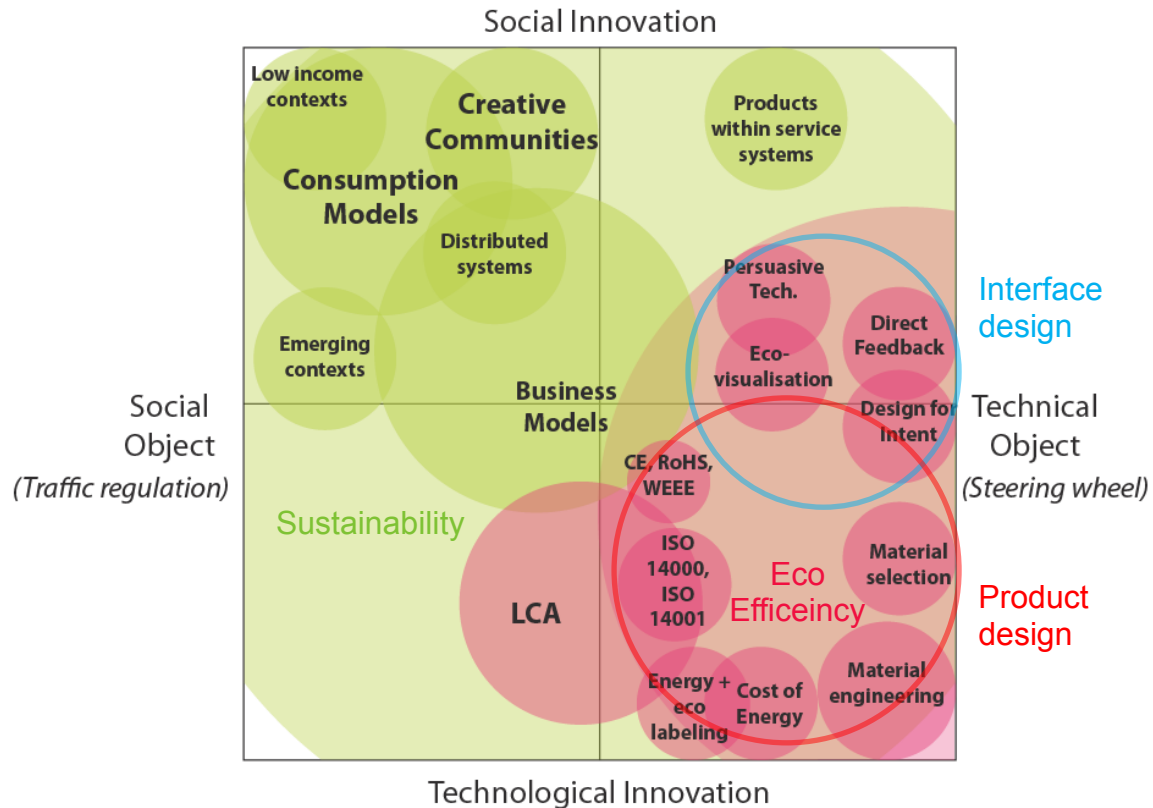 Social Innovation
Low income
contexts
Creative
Communities
Products
within service
systems
Consumption
Models
Distributed
systems
Persuasive
Tech.
Interface
design
Direct
Feedback
Emerging
contexts
Eco-
visualisation
Business
Models
Social
Object
(Traffic regulation)
Design for
Intent
Technical
Object
(Steering wheel)
CE, RoHS,
WEEE
Sustainability
ISO
14000,
ISO
14001
Eco
Efficeincy
Material
selection
LCA
Product
design
Energy +
eco
labeling
Cost of
Energy
Material
engineering
Technological Innovation